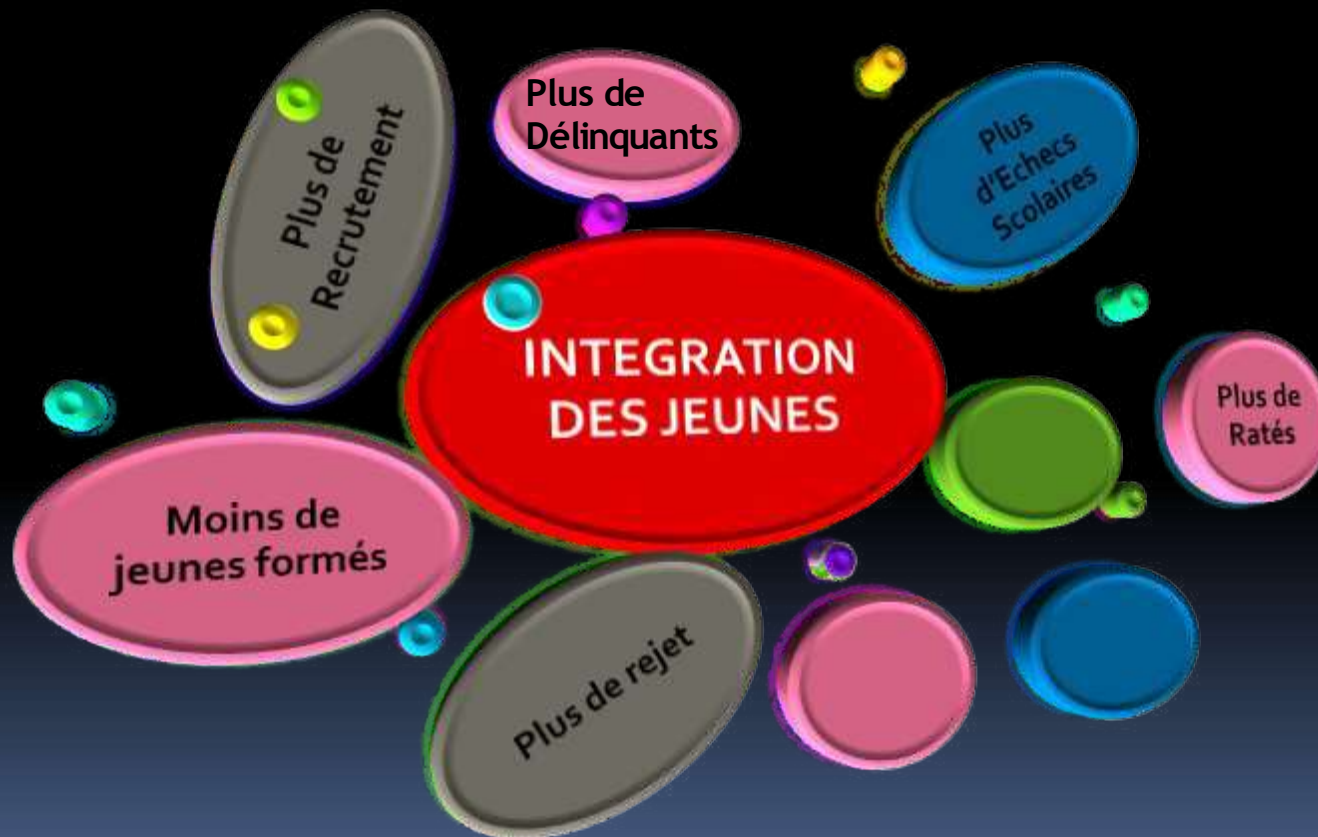 Plus de
Délinquants
Plus de
Recrutement
Plus
d'Echecs
Scolaires
INTEGRATION
DES JEUNES
Plus de
Ratés
Moins de
jeunes formés
Plus de rejet